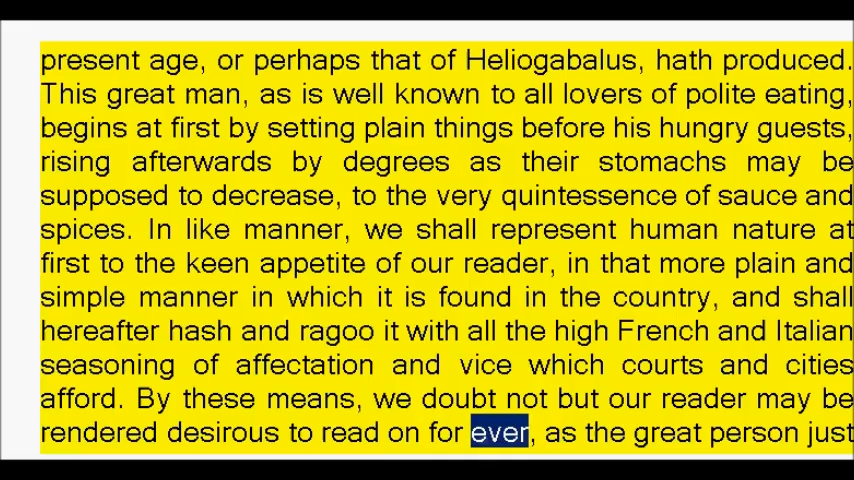 present age, or perhaps that of Heliogabalus, hath produced.
This great man, as is well known to all lovers of polite eating,
begins at first by setting plain things before his hungry guests,
rising afterwards by degrees as their stomachs may be
supposed to decrease, to the very quintessence of sauce and
spices. In like manner, we shall represent human nature at
first to the keen appetite of our reader, in that more plain and
simple manner in which it is found in the country, and shall
hereafter hash and ragoo it with all the high French and Italian
seasoning of affectation and vice which courts and cities
afford. By these means, we doubt not but our reader may be
rendered desirous to read on for ever, as the great person just